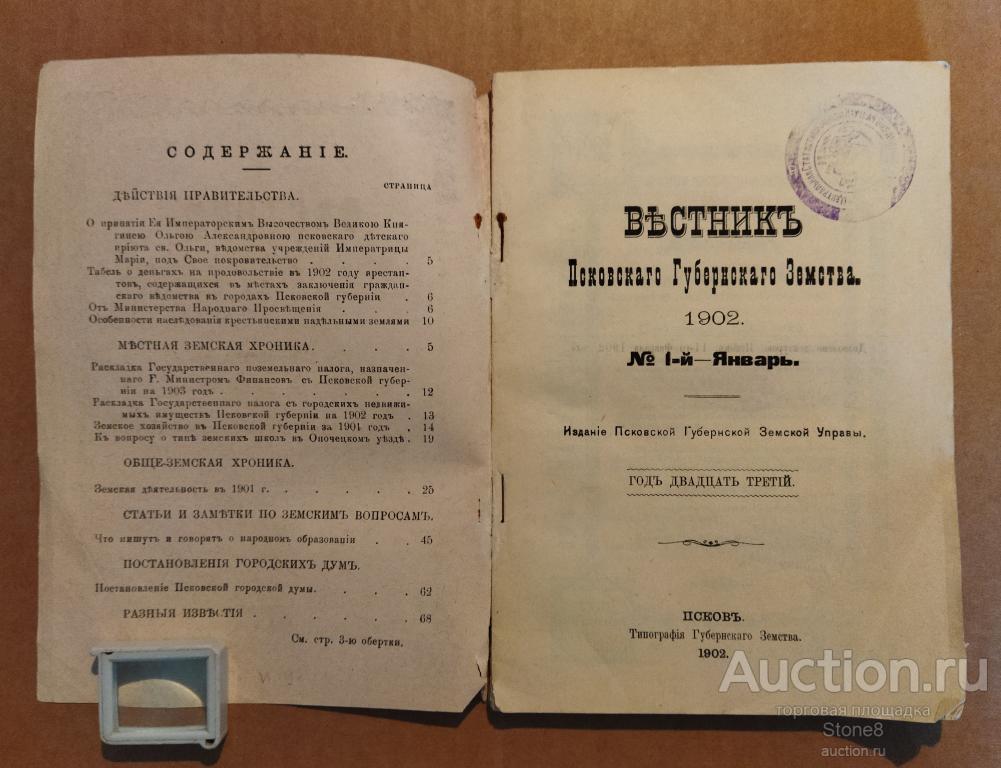 СОДЕРЖАНІЕ.
СТРАНИЦА
ДѢЙСТВІЯ ПРАВИТЕЛЬСТВА.
О принятіи Ея Императорскимъ Высочествомъ Великою Кня-
гинею Ольгою Александровною псковскаго дѣтскаго
пріюта св. Ольги, вѣдомства учрежденій Императрицы
Маріи, подъ Свое покровительство . . . . 5
Табель о деньгахъ на продовольствіе въ 1902 году арестан-
товъ, содержащихся въ мѣстахъ заключенія граждан-
скаго вѣдомства въ городахъ Псковской губерніи . 6
Отъ Министерства Народнаго Просвѣщенія . . . 6
Особенности наслѣдованія крестьянскими надѣльными землями 10
МѢСТНАЯ ЗЕМСКАЯ ХРОНИКА. . . . 5
Раскладка Государственнаго поземельнаго налога, назначен-
наго Г. Министромъ Финансовъ съ Псковской губер-
ніи на 1903 годъ . . . . . . . 12
Раскладка Государственнаго налога съ городскихъ недвижи-
мыхъ имуществъ Псковской губерніи на 1902 годъ . 13
Земское хозяйство въ Псковской губерніи за 1901 годъ . 14
Къ вопросу о типѣ земскихъ школъ въ Опочецкомъ уѣздѣ . 19
ОБЩЕ-ЗЕМСКАЯ ХРОНИКА.
Земская дѣятельность въ 1901 г. . . . . . 25
СТАТЬИ И ЗАМѢТКИ ПО ЗЕМСКИМЪ ВОПРОСАМЪ.
Что пишутъ и говорятъ о народномъ образованіи . . 45
ПОСТАНОВЛЕНІЯ ГОРОДСКИХЪ ДУМЪ.
Постановленіе Псковской городской думы. . . . 62
РАЗНЫЯ ИЗВѢСТІЯ . . . . . . 68
См. стр. 3-ю обертки.
ВѢСТНИКЪ
Псковскаго Губернскаго Земства.
1902.
№ 1-й—Январь.
Изданіе Псковской Губернской Земской Управы.
ГОДЪ ДВАДЦАТЬ ТРЕТІЙ.
ПСКОВЪ.
Типографія Губернскаго Земства.
1902.
Auction.ru
торговая площадка
Stone8
auction.ru